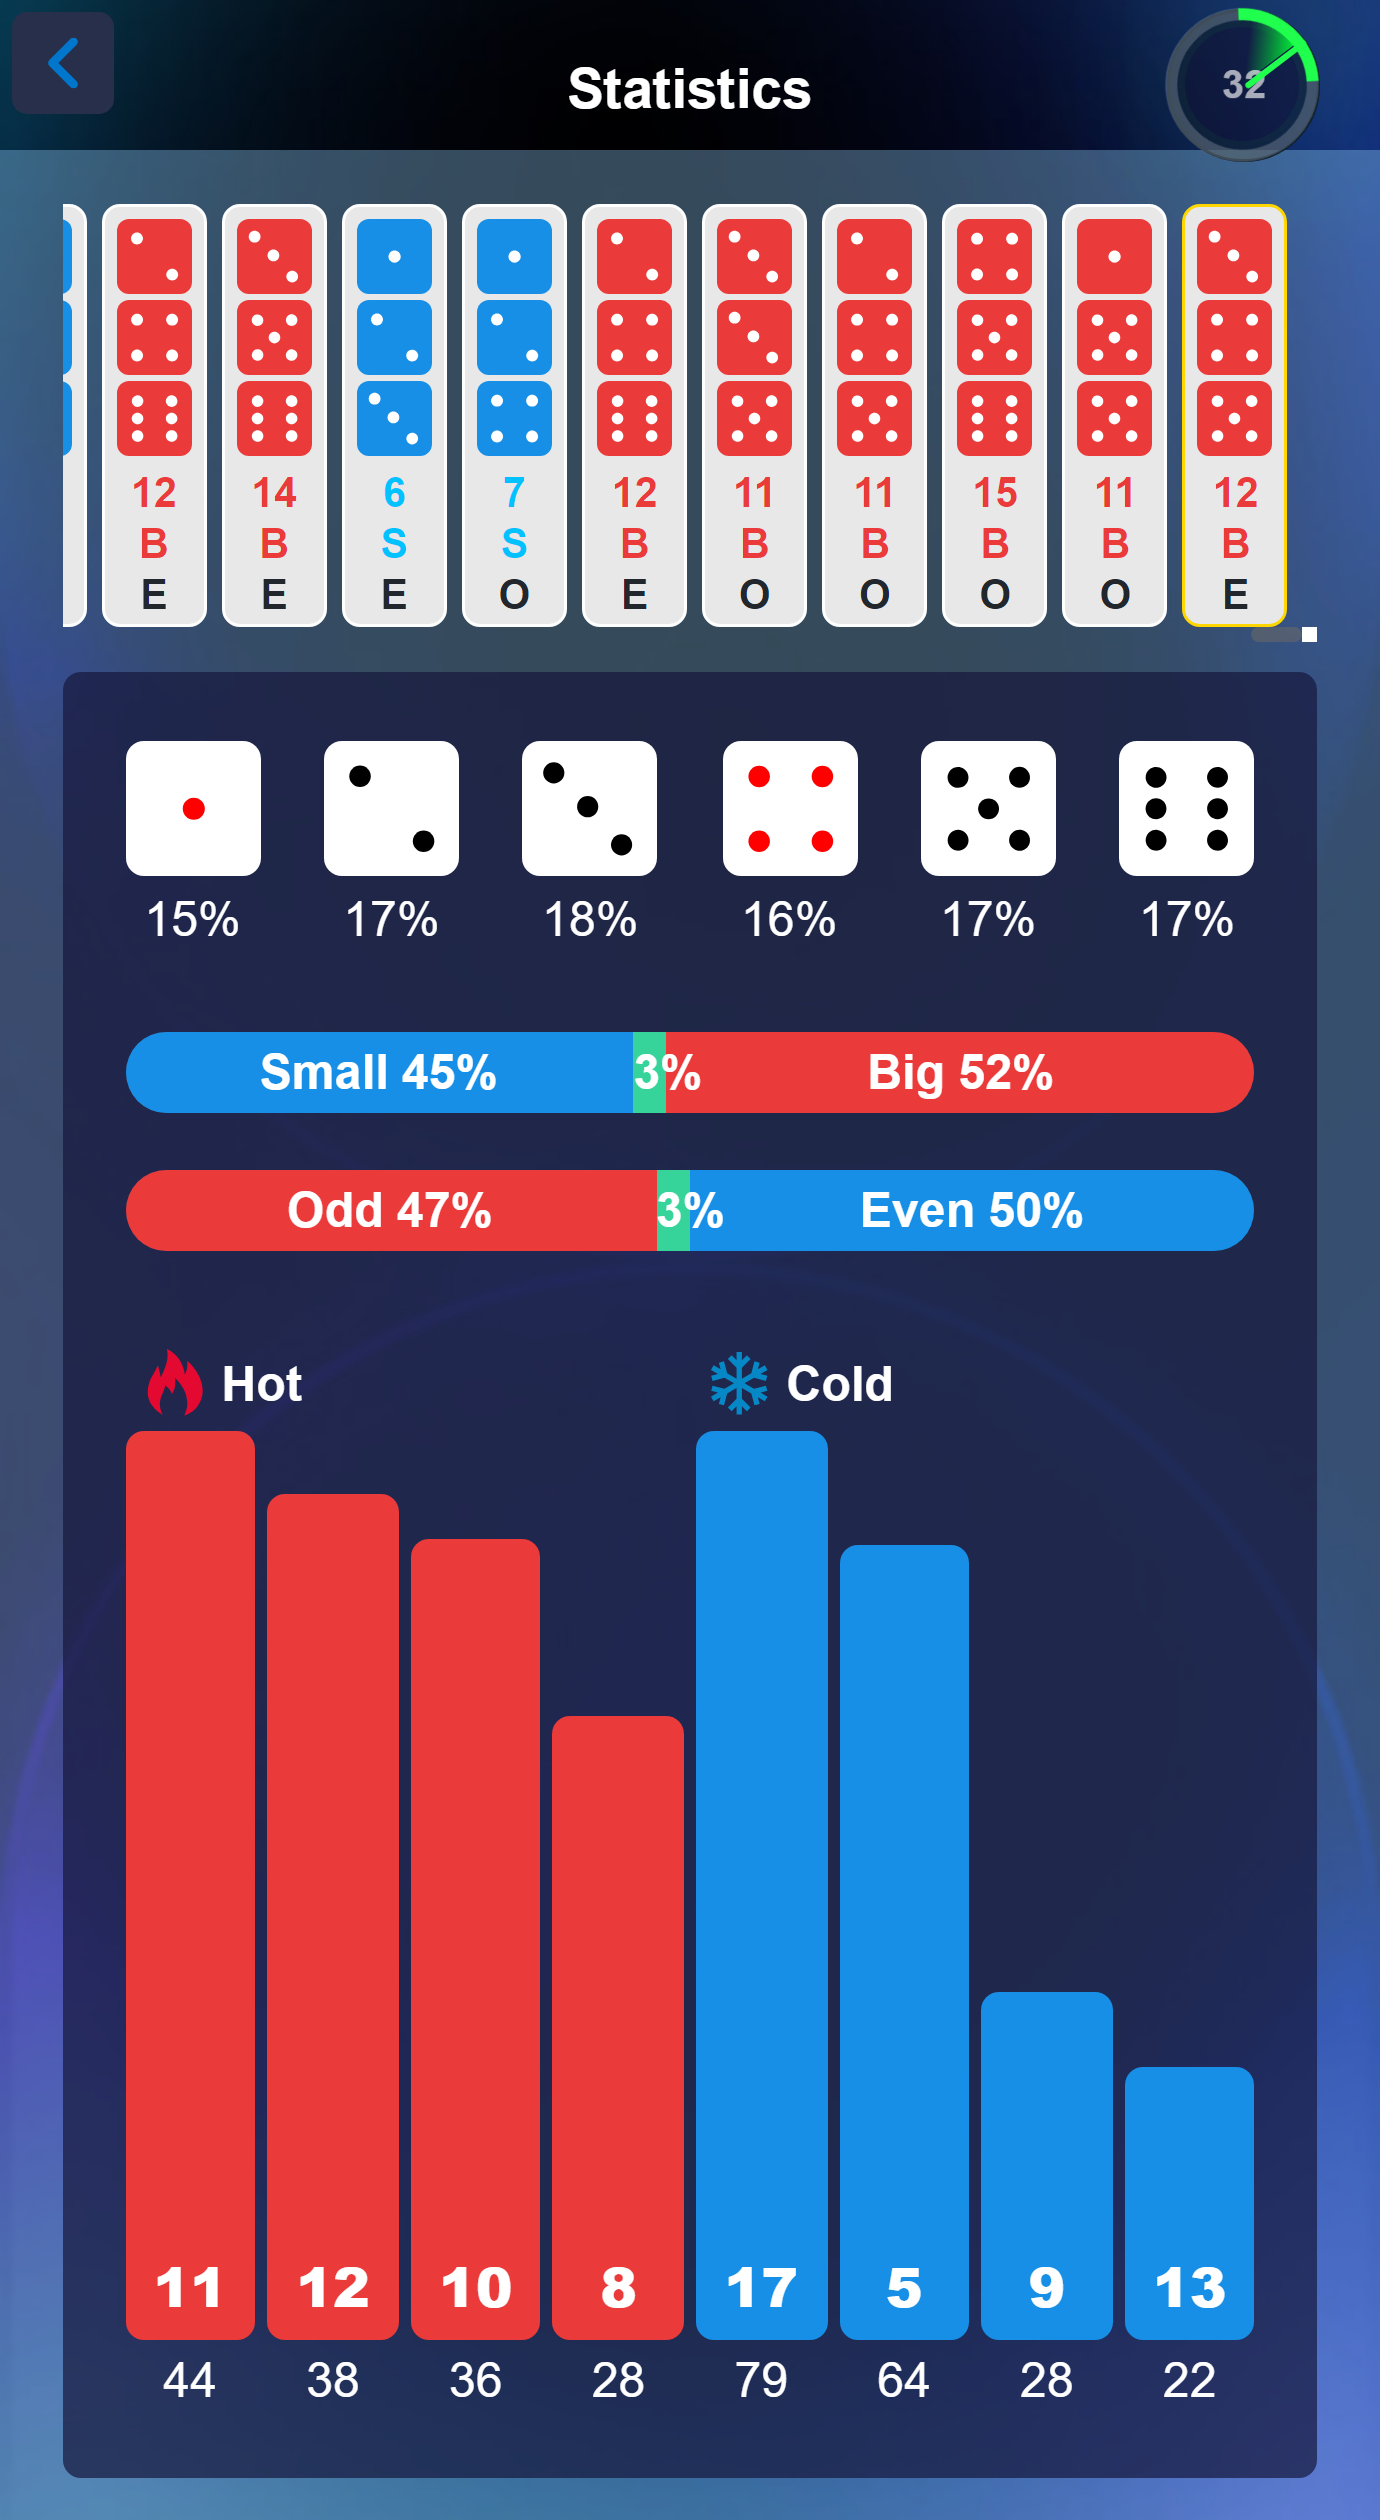 Statistics
32
12 14 6 7 12 11 11 15 11 12
B B S S B B B B B B
E E E O E O O O O E
15% 17% 18% 16% 17% 17%
Small 45% 3% Big 52%
Odd 47% 3% Even 50%
Hot Cold
11 12 10 8 17 5 9 13
44 38 36 28 79 64 28 22